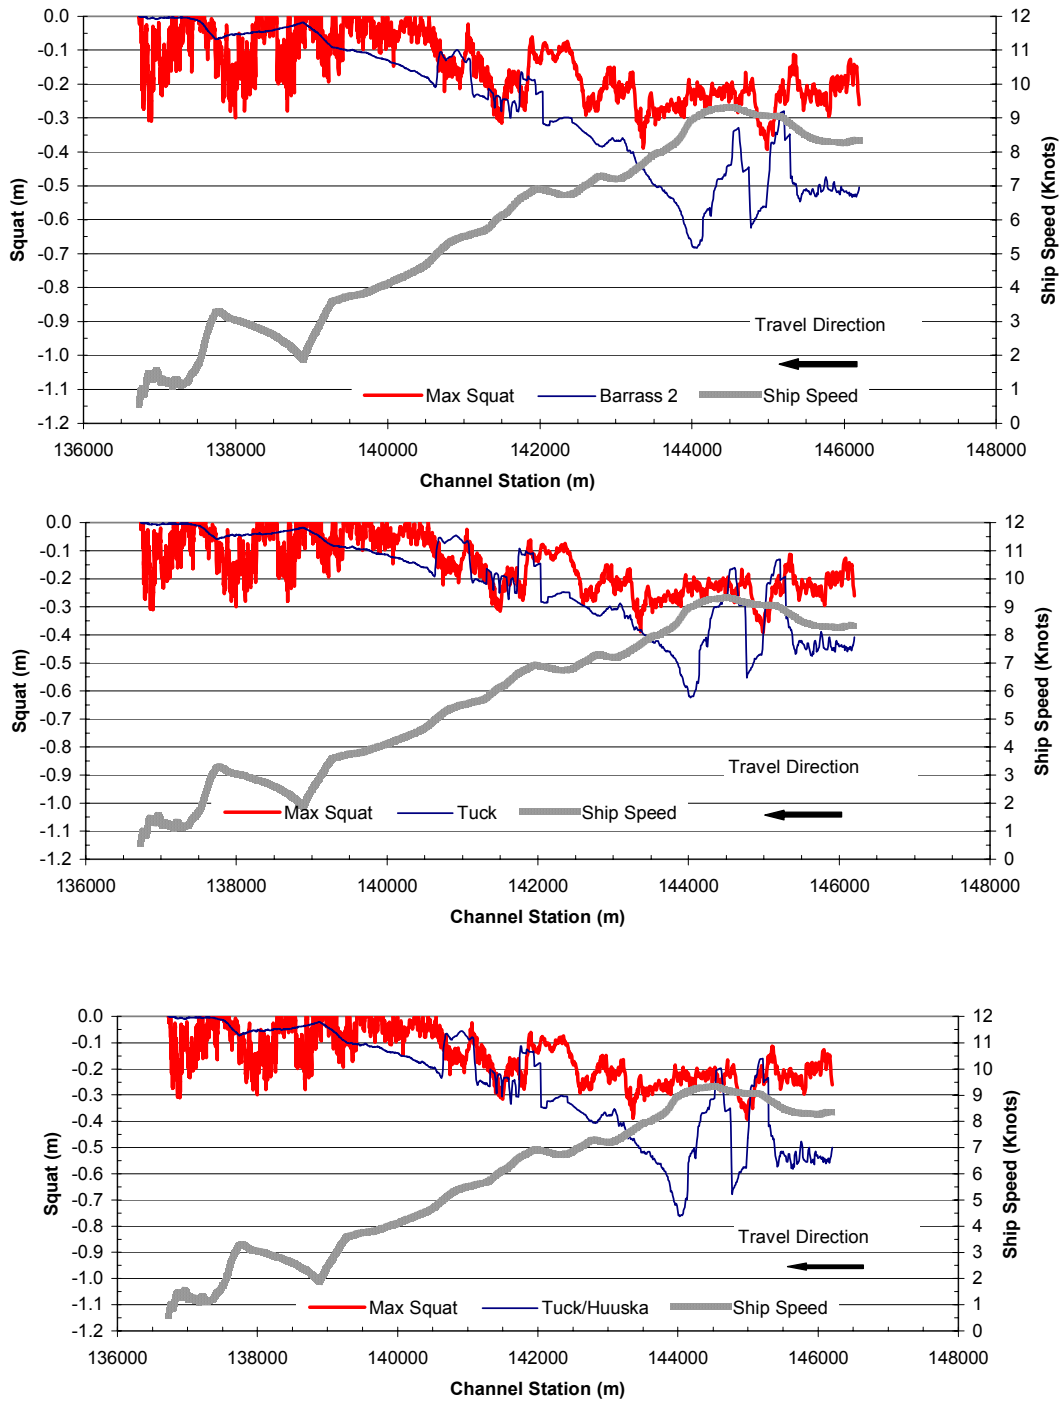 0.0 12
-0.1 11
-0.2 10
-0.3 9
-0.4 8
-0.5 7
-0.6 6
-0.7 5
-0.8 4
-0.9 3
-1.0 2
-1.1 1
-1.2 0
Squat (m)
Ship Speed (Knots)
Travel Direction
Max Squat Barrass 2 Ship Speed
136000 138000 140000 142000 144000 146000 148000
Channel Station (m)
0.0 12
-0.1 11
-0.2 10
-0.3 9
-0.4 8
-0.5 7
-0.6 6
-0.7 5
-0.8 4
-0.9 3
-1.0 2
-1.1 1
-1.2 0
Squat (m)
Ship Speed (Knots)
Travel Direction
Max Squat Tuck Ship Speed
136000 138000 140000 142000 144000 146000 148000
Channel Station (m)
0.0 12
-0.1 11
-0.2 10
-0.3 9
-0.4 8
-0.5 7
-0.6 6
-0.7 5
-0.8 4
-0.9 3
-1.0 2
-1.1 1
-1.2 0
Squat (m)
Ship Speed (Knots)
Travel Direction
Max Squat Tuck/Huuska Ship Speed
136000 138000 140000 142000 144000 146000 148000
Channel Station (m)